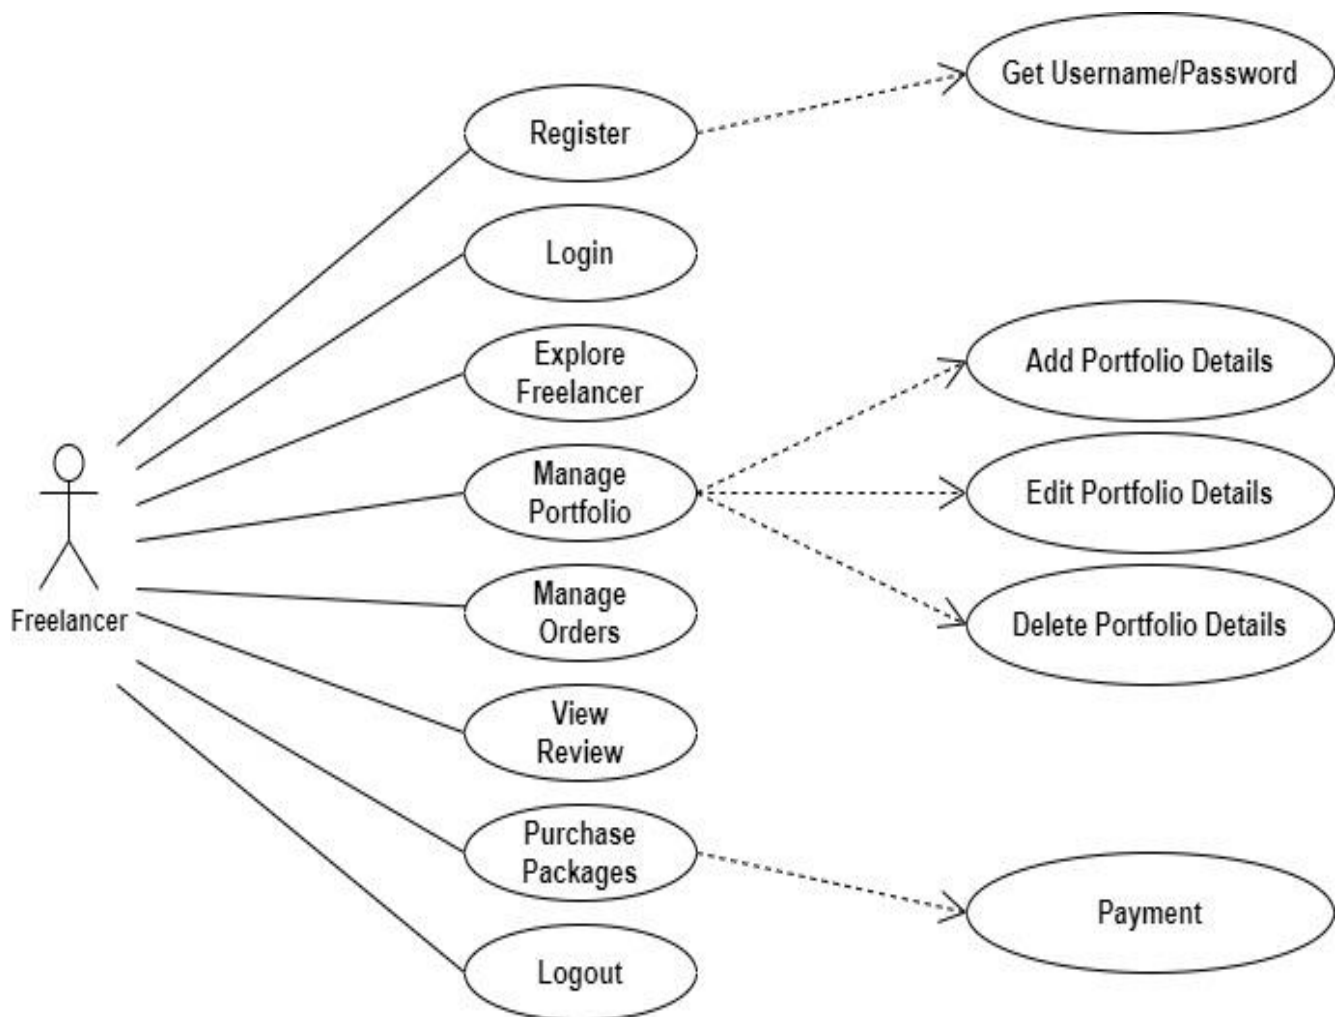 Get Username/Password
Register
Login
Explore
Freelancer
Add Portfolio Details
Manage
Portfolio
Edit Portfolio Details
Freelancer
Manage
Orders
Delete Portfolio Details
View
Review
Purchase
Packages
Payment
Logout